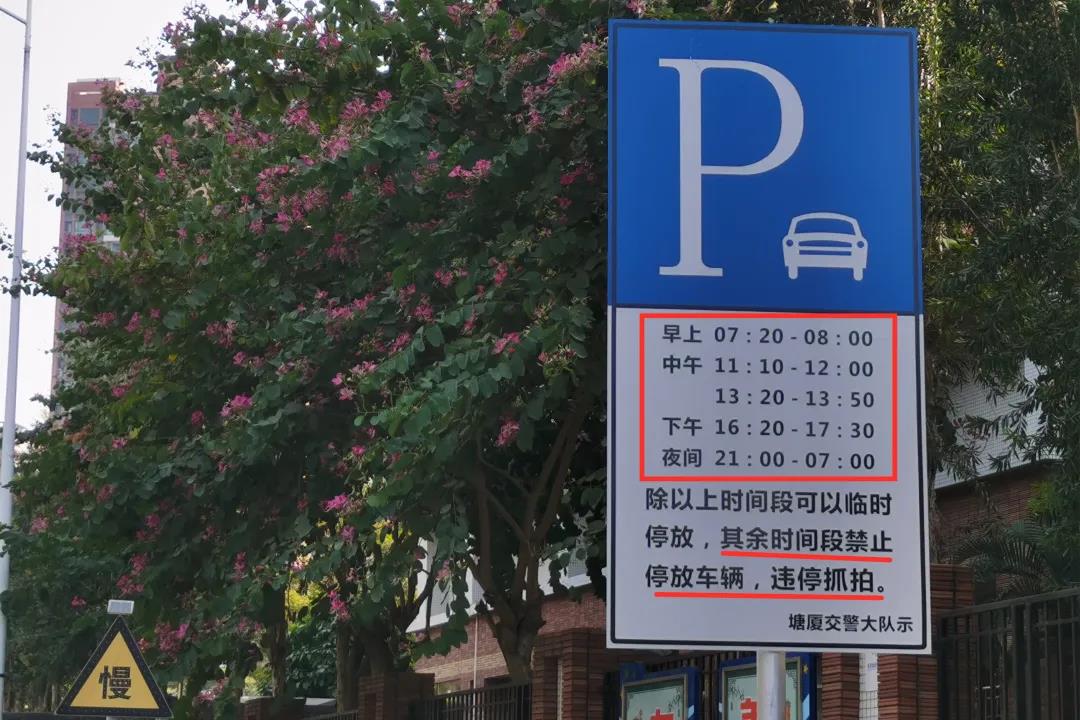 P
早上 07:20-08:00
中午 11:10-12:00
13:20-13:50
下午 16:20-17:30
夜间 21:00-07:00
除以上时间段可以临时
停放，其余时间段禁止
停放车辆，违停抓拍。
塘厦交警大队示
慢